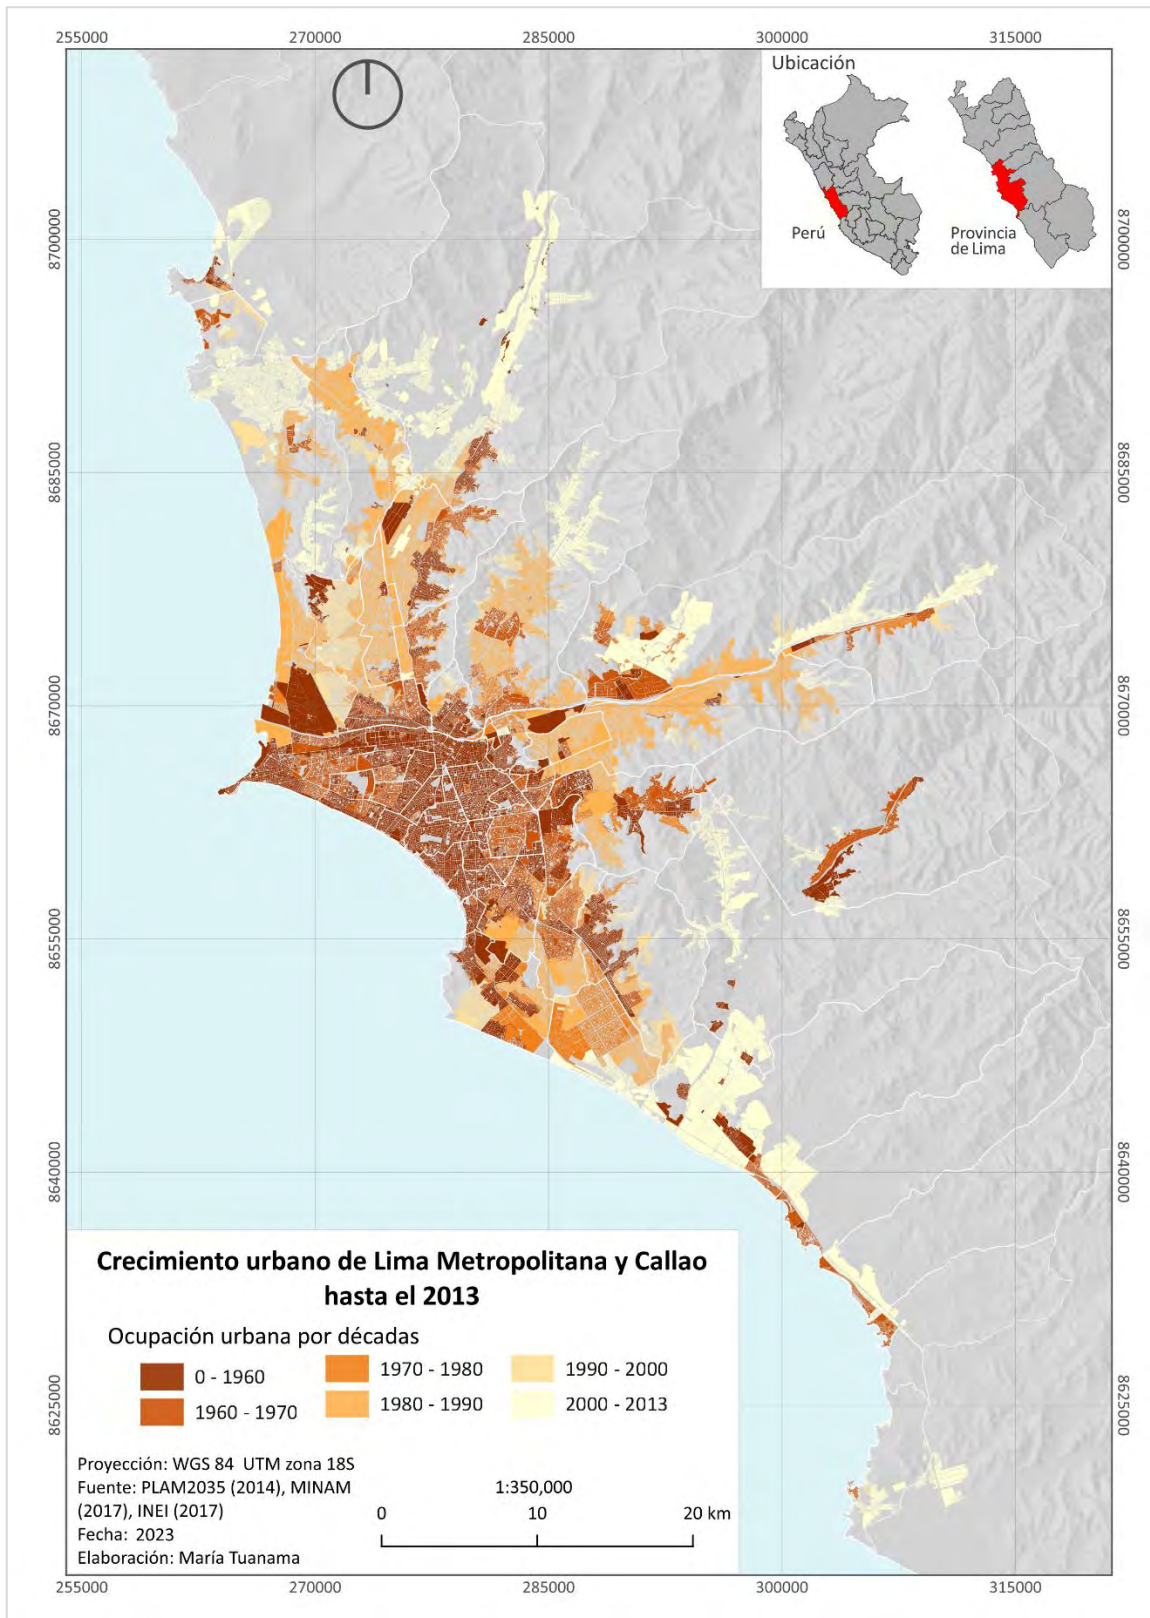 255000
270000
285000
300000
315000
Ubicación
Perú
Provincia
de Lima
8700000
8700000
8685000
8685000
8670000
8670000
8655000
8655000
8640000
8640000
8625000
8625000
Crecimiento urbano de Lima Metropolitana y Callao
hasta el 2013
Ocupación urbana por décadas
0 - 1960
1970 - 1980
1990 - 2000
1960 - 1970
1980 - 1990
2000 - 2013
Proyección: WGS 84 UTM zona 18S
Fuente: PLAM2035 (2014), MINAM
(2017), INEI (2017)
Fecha: 2023
Elaboración: María Tuanama
1:350,000
0 10 20 km
255000
270000
285000
300000
315000